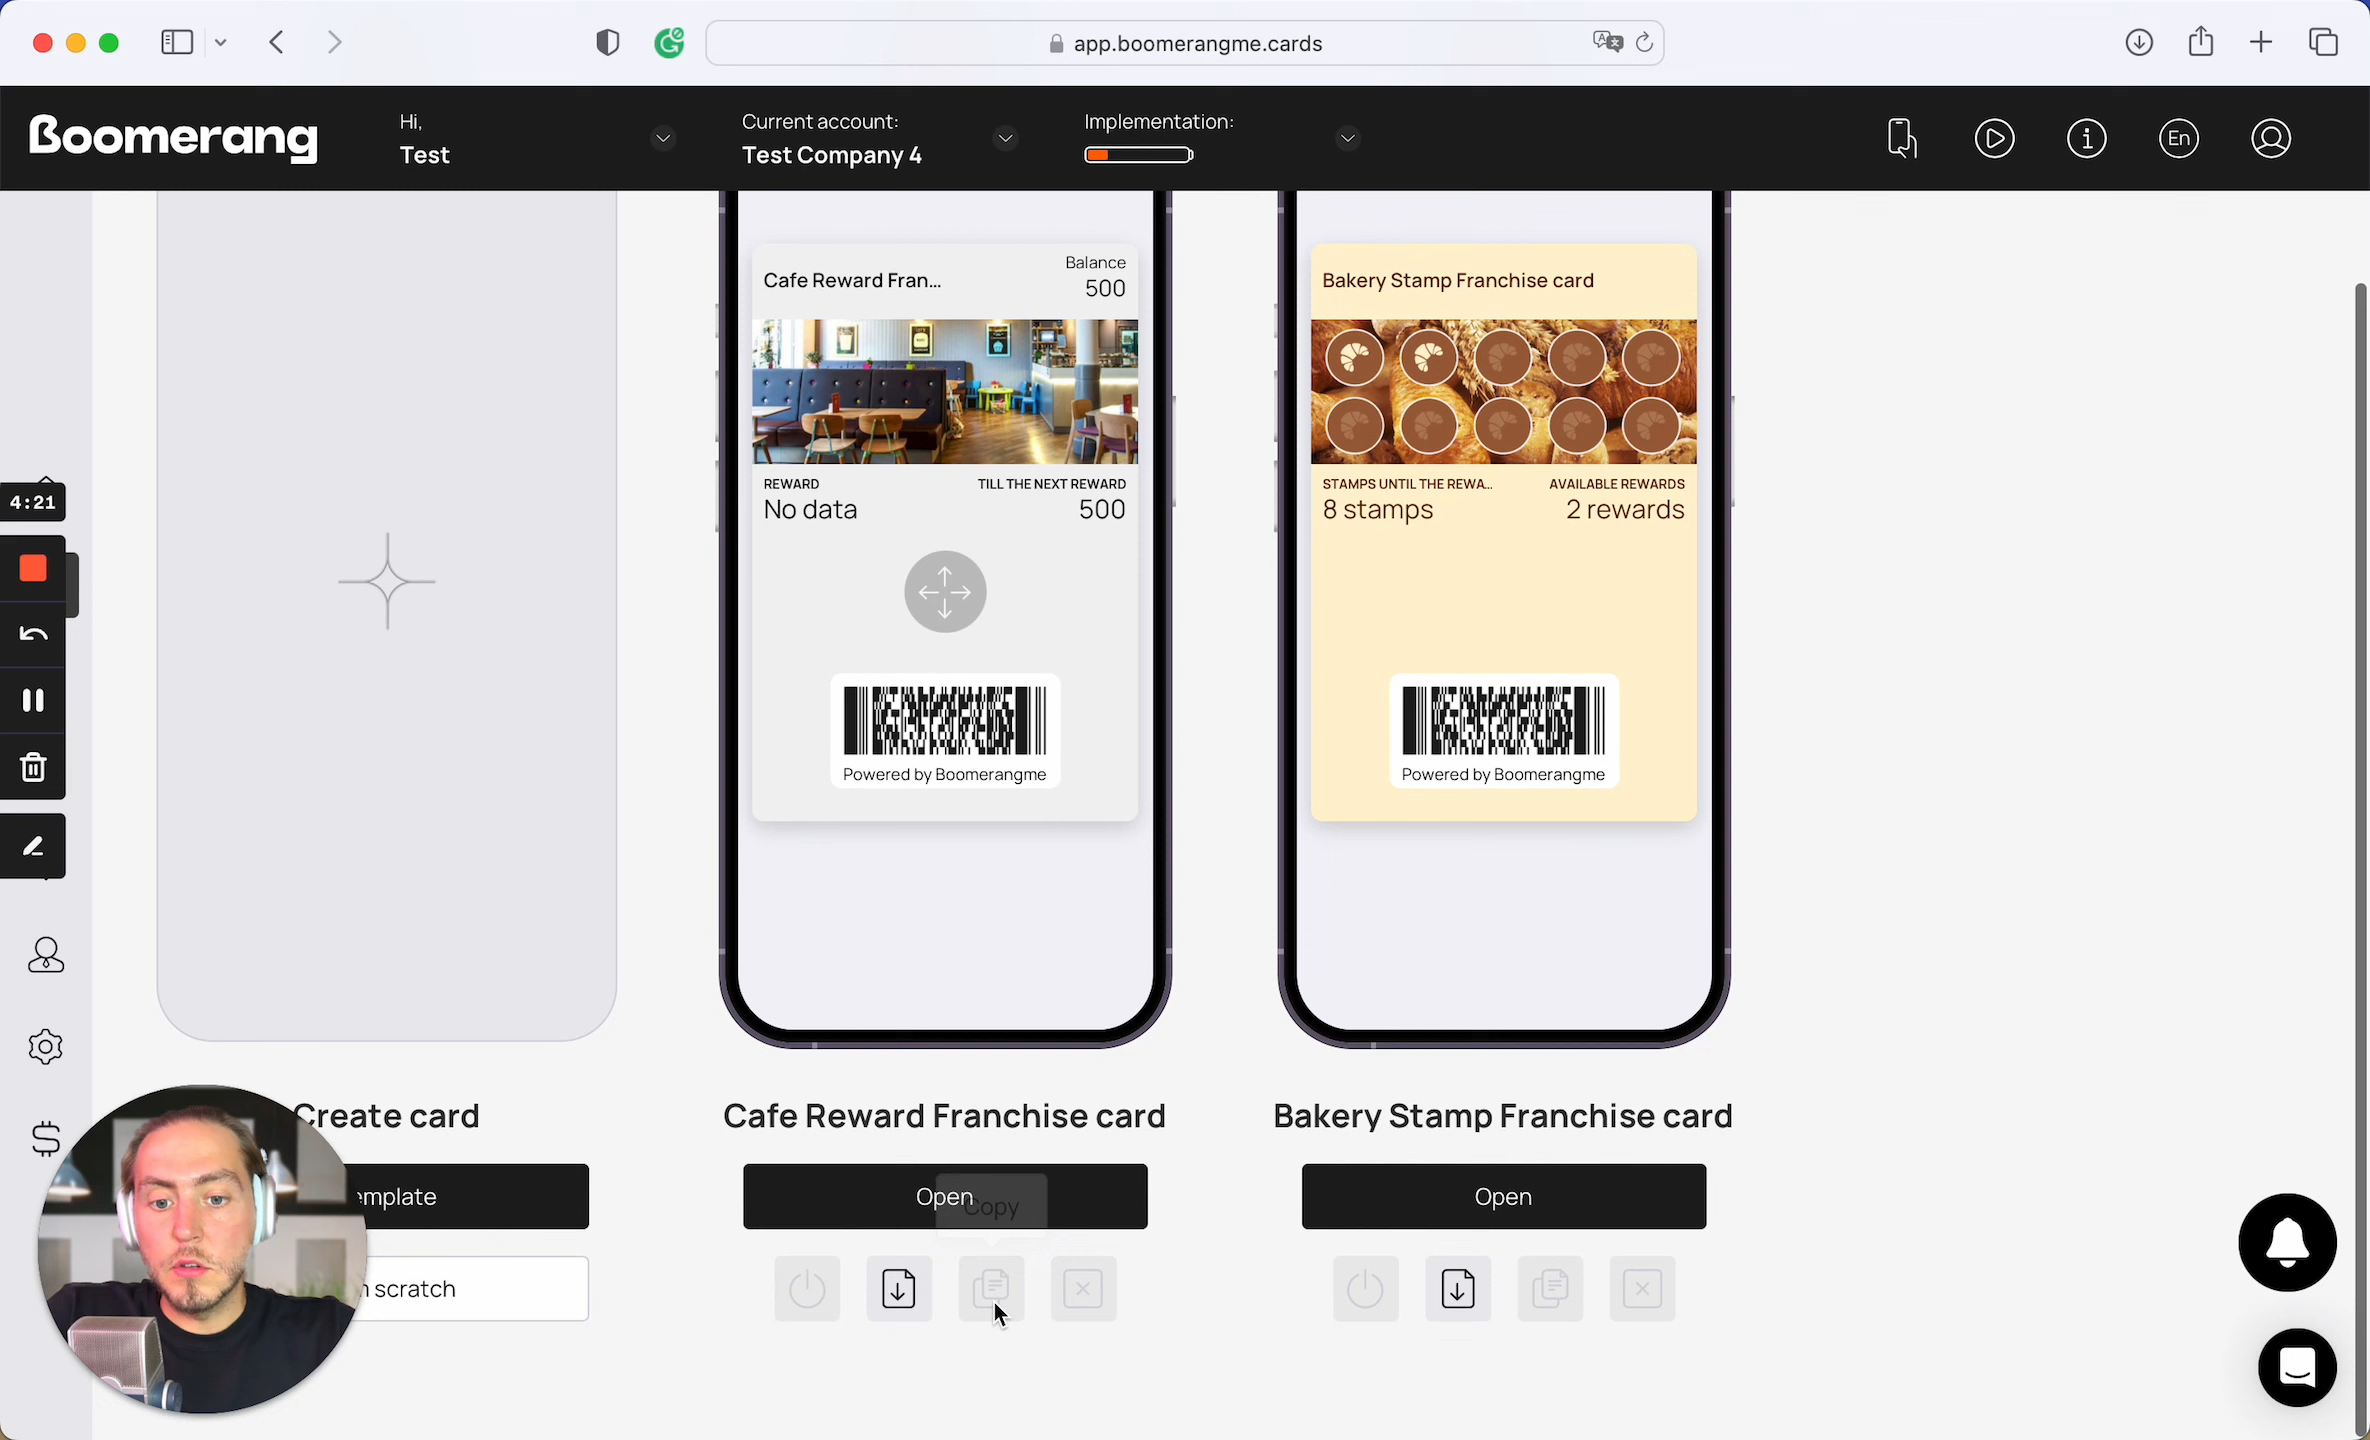 app.boomerangme.cards
Boomerang
Hi,
Test
Current account:
Test Company 4
Implementation:
En
Cafe Reward Fran...
Balance
500
REWARD
No data
TILL THE NEXT REWARD
500
Powered by Boomerangme
Bakery Stamp Franchise card
STAMPS UNTIL THE REWA...
8 stamps
AVAILABLE REWARDS
2 rewards
Powered by Boomerangme
4:21
Create card
emplate
scratch
Cafe Reward Franchise card
Open
Copy
Bakery Stamp Franchise card
Open